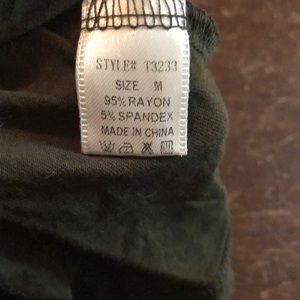 STYLE# T3233
SIZE M
95% RAYON
5% SPANDEX
MADE IN CHINA